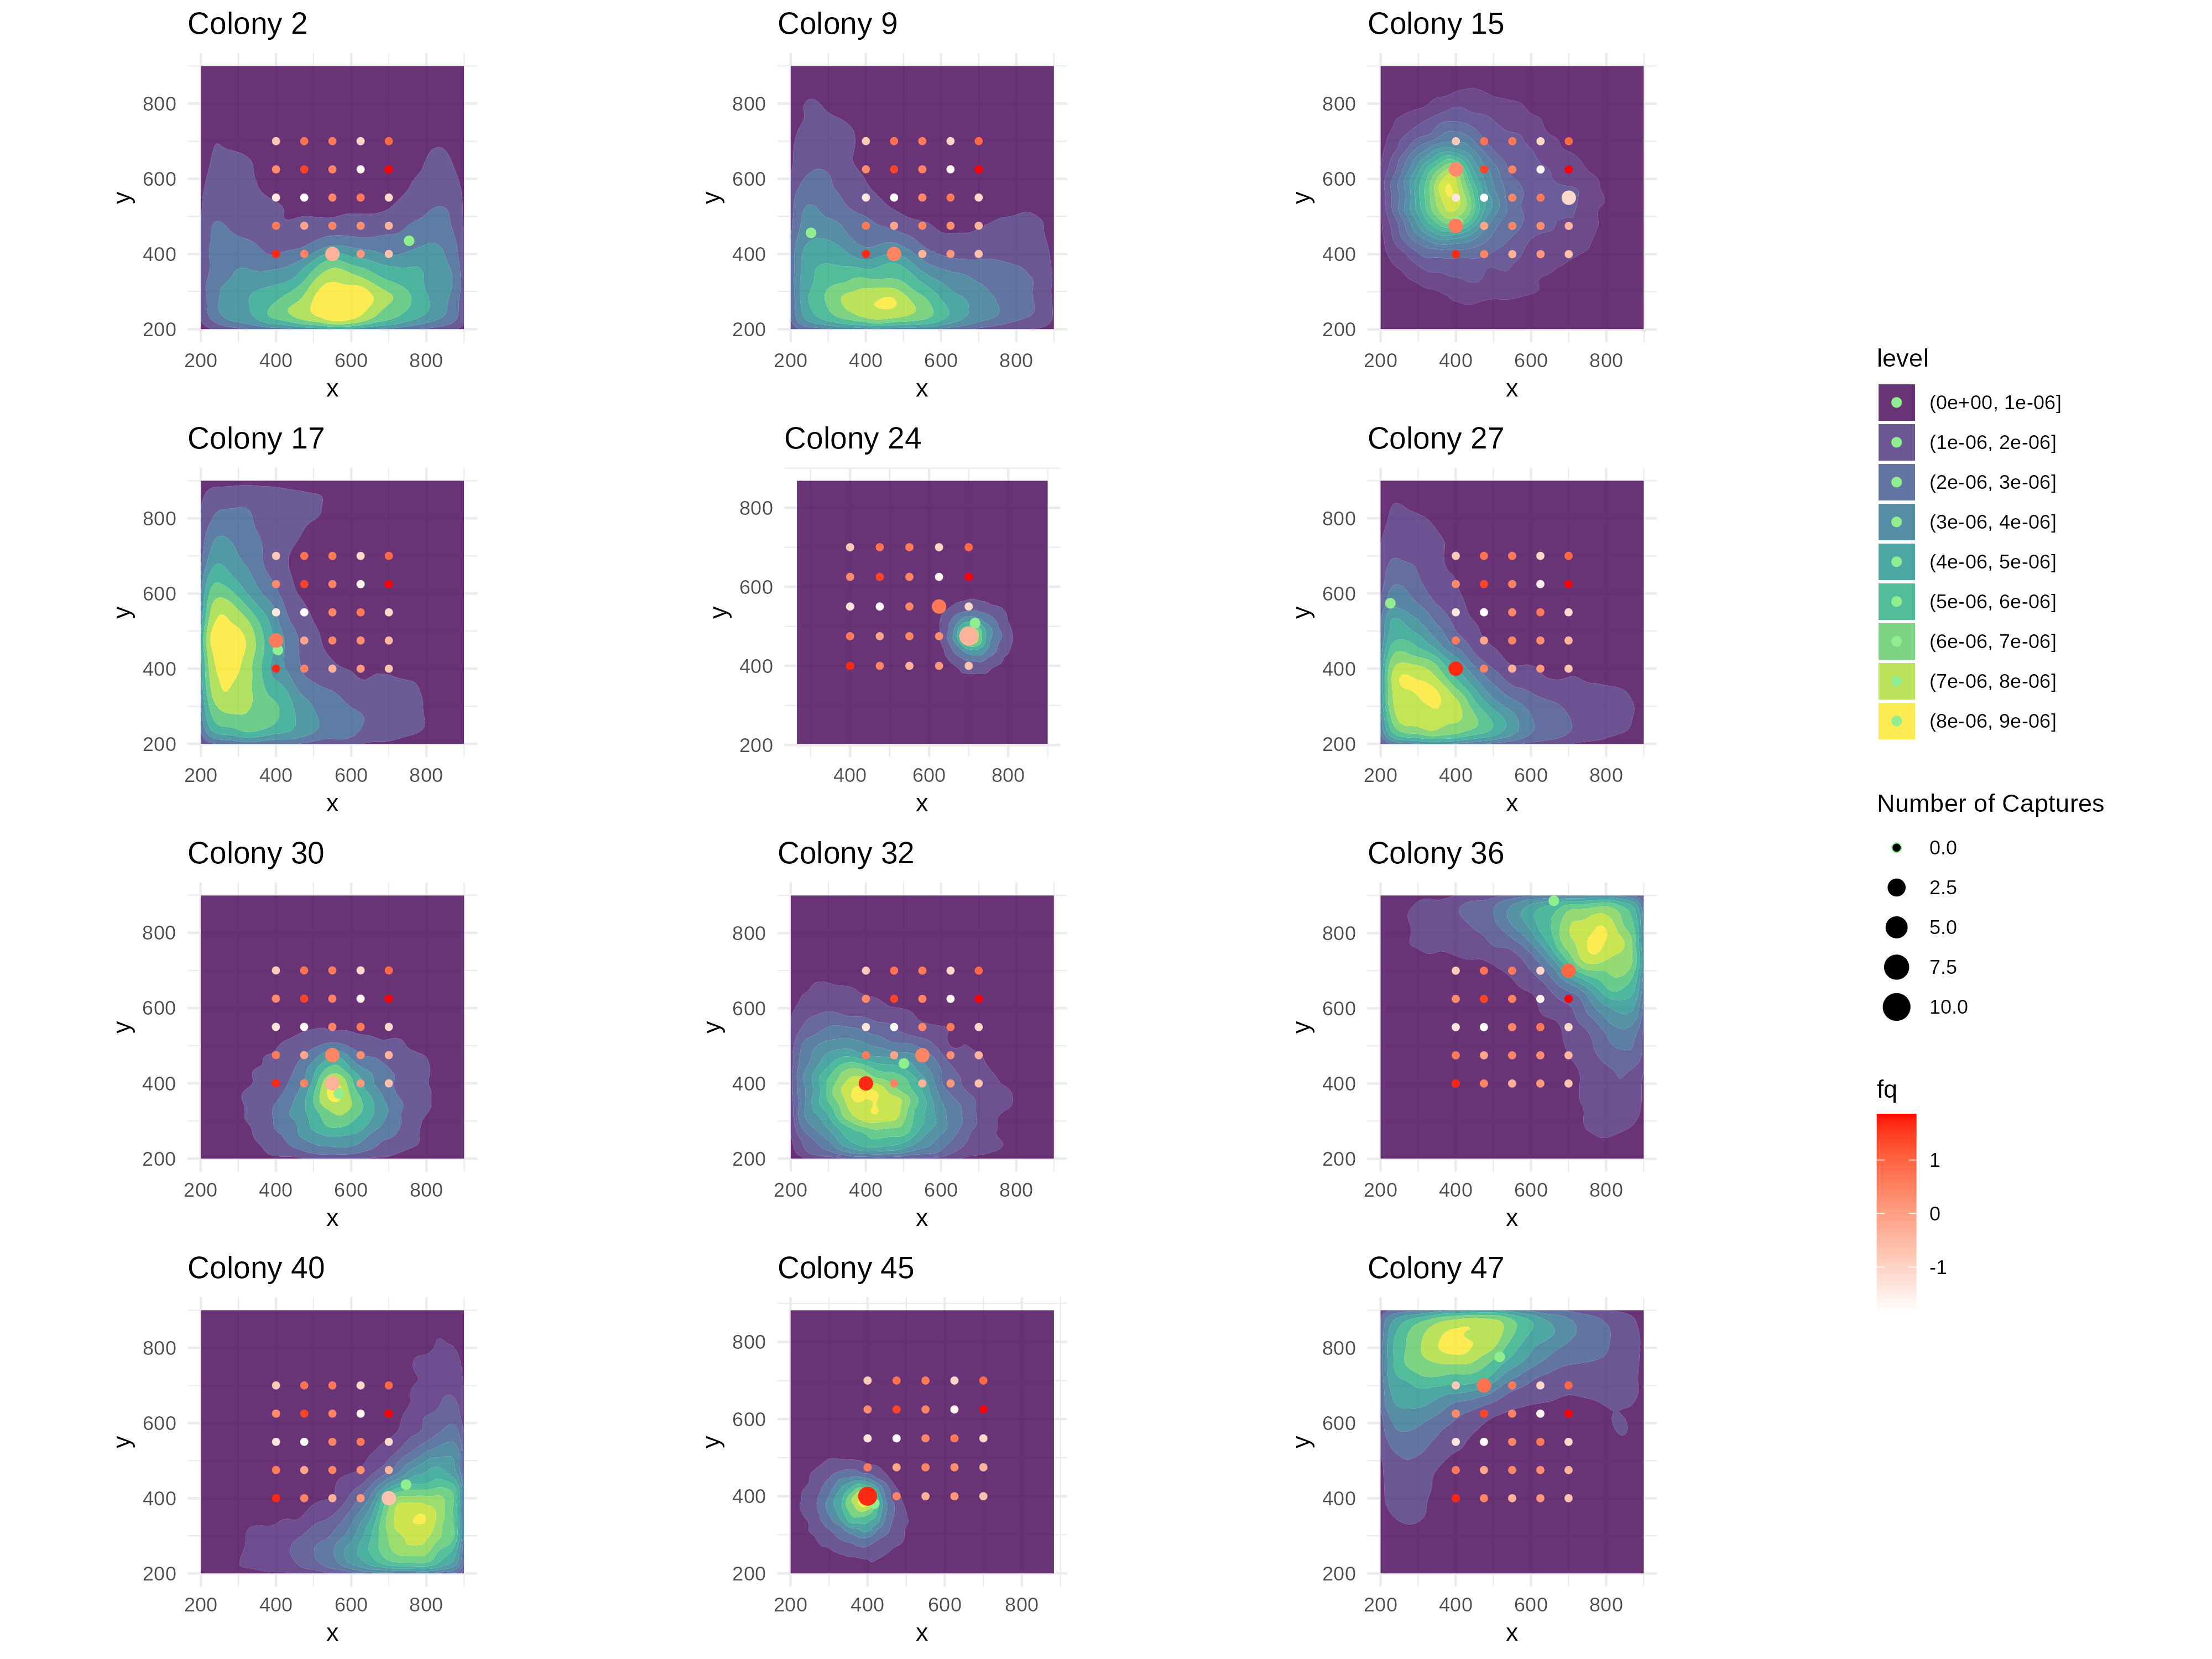 Colony 2
800
600
400
200
y
200 400 600 800
x
Colony 9
800
600
400
200
y
200 400 600 800
x
Colony 15
800
600
400
200
y
200 400 600 800
x
Colony 17
800
600
400
200
y
200 400 600 800
x
Colony 24
800
600
400
200
y
400 600 800
x
Colony 27
800
600
400
200
y
200 400 600 800
x
Colony 30
800
600
400
200
y
200 400 600 800
x
Colony 32
800
600
400
200
y
200 400 600 800
x
Colony 36
800
600
400
200
y
200 400 600 800
x
Colony 40
800
600
400
200
y
200 400 600 800
x
Colony 45
800
600
400
200
y
200 400 600 800
x
Colony 47
800
600
400
200
y
200 400 600 800
x
level
(0e+00, 1e-06]
(1e-06, 2e-06]
(2e-06, 3e-06]
(3e-06, 4e-06]
(4e-06, 5e-06]
(5e-06, 6e-06]
(6e-06, 7e-06]
(7e-06, 8e-06]
(8e-06, 9e-06]
Number of Captures
0.0
2.5
5.0
7.5
10.0
fq
1
0
-1